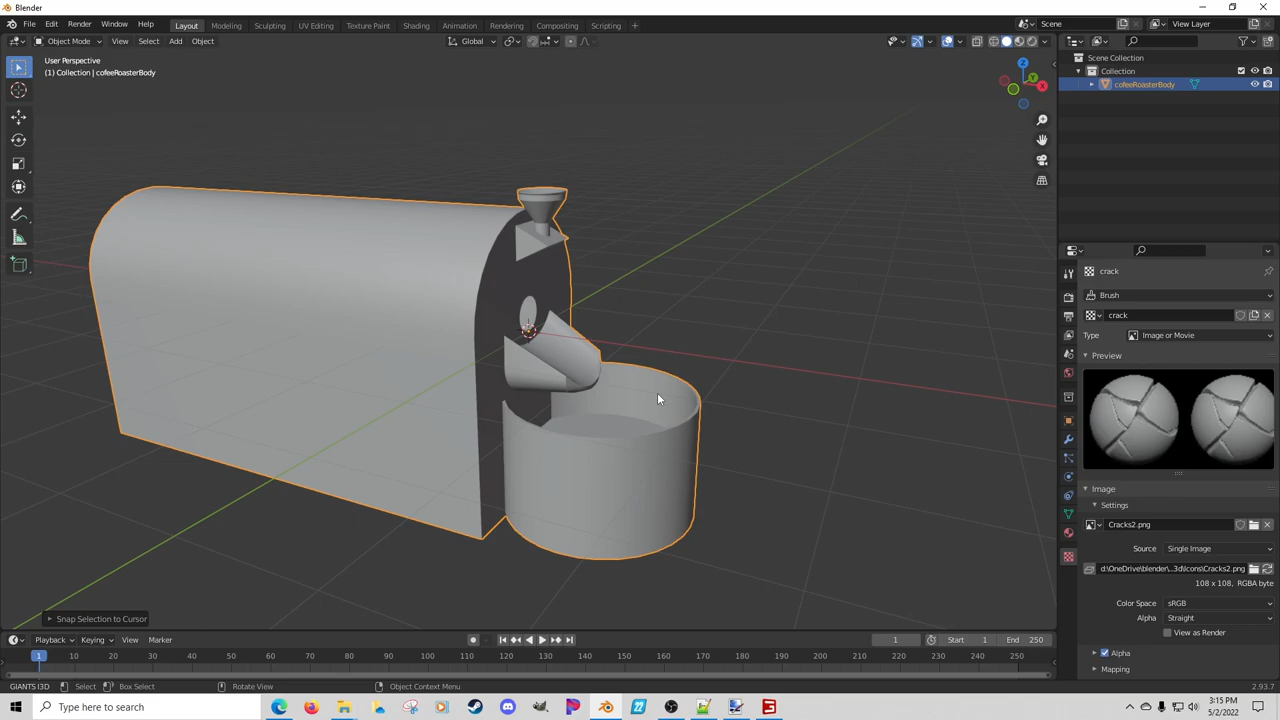 Blender
File Edit Render Window Help Layout Modeling Sculpting UV Editing Texture Paint Shading Animation Rendering Compositing Scripting + Scene View Layer
Object Mode View Select Add Object Global
User Perspective
(1) Collection | cofeeRoasterBody
Z
Y
X
Scene Collection
Collection
cofeeRoasterBody
crack
Brush
crack
Type Image or Movie
Preview
Image
Settings
Cracks2.png
Source Single Image
d:\OneDrive\blender\...3d\Icons\Cracks2.png
108 x 108, RGBA byte
Color Space sRGB
Alpha Straight
View as Render
Alpha
Mapping
Snap Selection to Cursor
Playback Keying View Marker 1 Start 1 End 250
1 10 20 30 40 50 60 70 80 90 100 110 120 130 140 150 160 170 180 190 200 210 220 230 240 250
GIANTS I3D Select Box Select Rotate View Object Context Menu 2.93.7
Type here to search
3:15 PM
5/2/2022